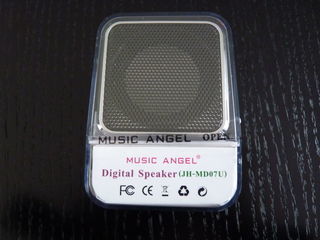 MUSIC ANGEL OPEN
MUSIC ANGEL®
Digital Speaker (JH-MD07U)
FC CE